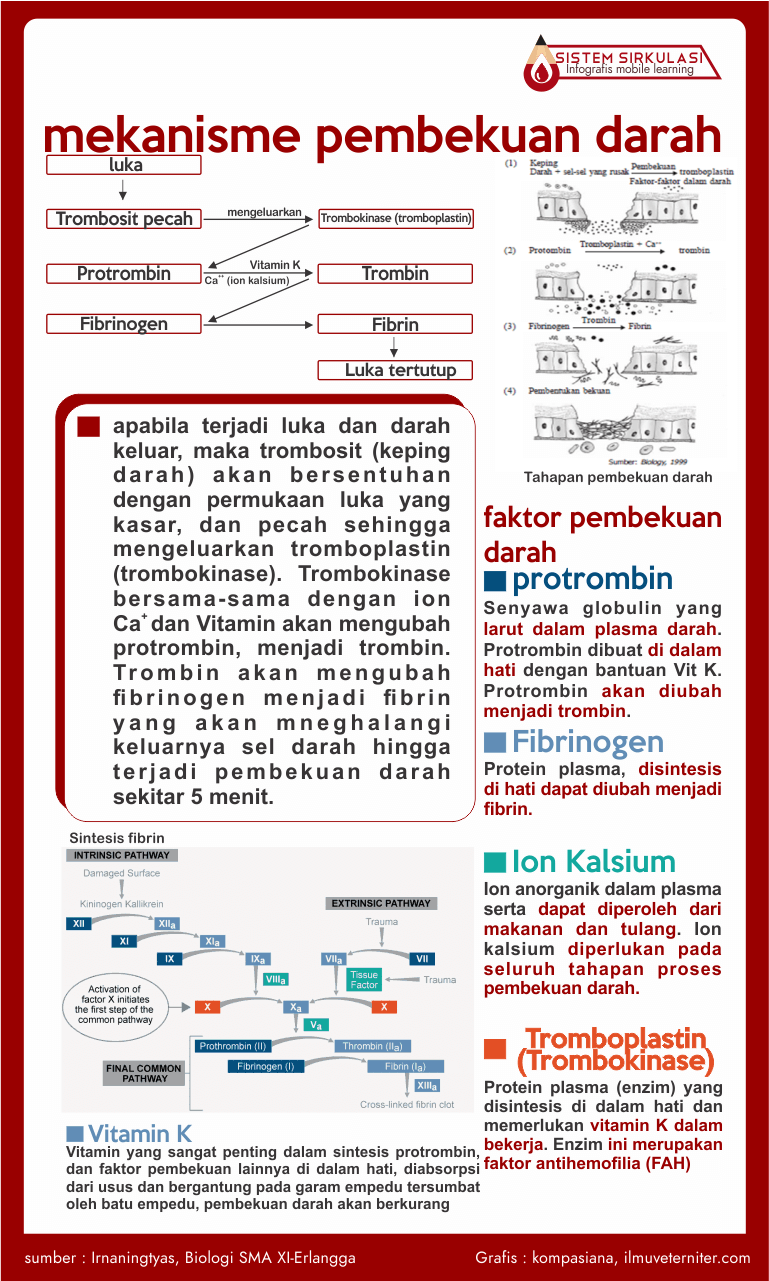 SISTEM SIRKULASI
Infografis mobile learning
mekanisme pembekuan darah
luka
Trombosit pecah
mengeluarkan
Trombokinase (tromboplastin)
Protrombin
Vitamin K
Ca⁺⁺ (ion kalsium)
Trombin
Fibrinogen
Fibrin
Luka tertutup
(1) Keping
Darah + sel-sel yang rusak
Pembekuan
tromboplastin
Faktor-faktor dalam darah
(2) Protombin
Tromboplastin + Ca⁺⁺
trombin
(3) Fibrinogen
Trombin
Fibrin
(4) Pembentukan bekuan
Sumber: Biology, 1999
Tahapan pembekuan darah
apabila terjadi luka dan darah
keluar, maka trombosit (keping
darah) akan bersentuhan
dengan permukaan luka yang
kasar, dan pecah sehingga
mengeluarkan tromboplastin
(trombokinase). Trombokinase
bersama-sama dengan ion
Ca⁺ dan Vitamin akan mengubah
protrombin, menjadi trombin.
Trombin akan mengubah
fibrinogen menjadi fibrin
yang akan mneghalangi
keluarnya sel darah hingga
terjadi pembekuan darah
sekitar 5 menit.
faktor pembekuan
darah
protrombin
Senyawa globulin yang
larut dalam plasma darah.
Protrombin dibuat di dalam
hati dengan bantuan Vit K.
Protrombin akan diubah
menjadi trombin.
Fibrinogen
Protein plasma, disintesis
di hati dapat diubah menjadi
fibrin.
Ion Kalsium
Ion anorganik dalam plasma
serta dapat diperoleh dari
makanan dan tulang. Ion
kalsium diperlukan pada
seluruh tahapan proses
pembekuan darah.
Tromboplastin
(Trombokinase)
Protein plasma (enzim) yang
disintesis di dalam hati dan
memerlukan vitamin K dalam
bekerja. Enzim ini merupakan
faktor antihemofilia (FAH)
Sintesis fibrin
INTRINSIC PATHWAY
Damaged Surface
Kininogen Kallikrein
XII
XIIa
XI
XIa
IX
IXa
VIIIa
EXTRINSIC PATHWAY
Trauma
VIIa
VII
Tissue
Factor
Trauma
Activation of
factor X initiates
the first step of the
common pathway
X
Xa
X
Va
Prothrombin (II)
Thrombin (IIa)
FINAL COMMON
PATHWAY
Fibrinogen (I)
Fibrin (Ia)
XIIIa
Cross-linked fibrin clot
Vitamin K
Vitamin yang sangat penting dalam sintesis protrombin,
dan faktor pembekuan lainnya di dalam hati, diabsorpsi
dari usus dan bergantung pada garam empedu tersumbat
oleh batu empedu, pembekuan darah akan berkurang
sumber : Irnaningtyas, Biologi SMA XI-Erlangga
Grafis : kompasiana, ilmuveterniter.com